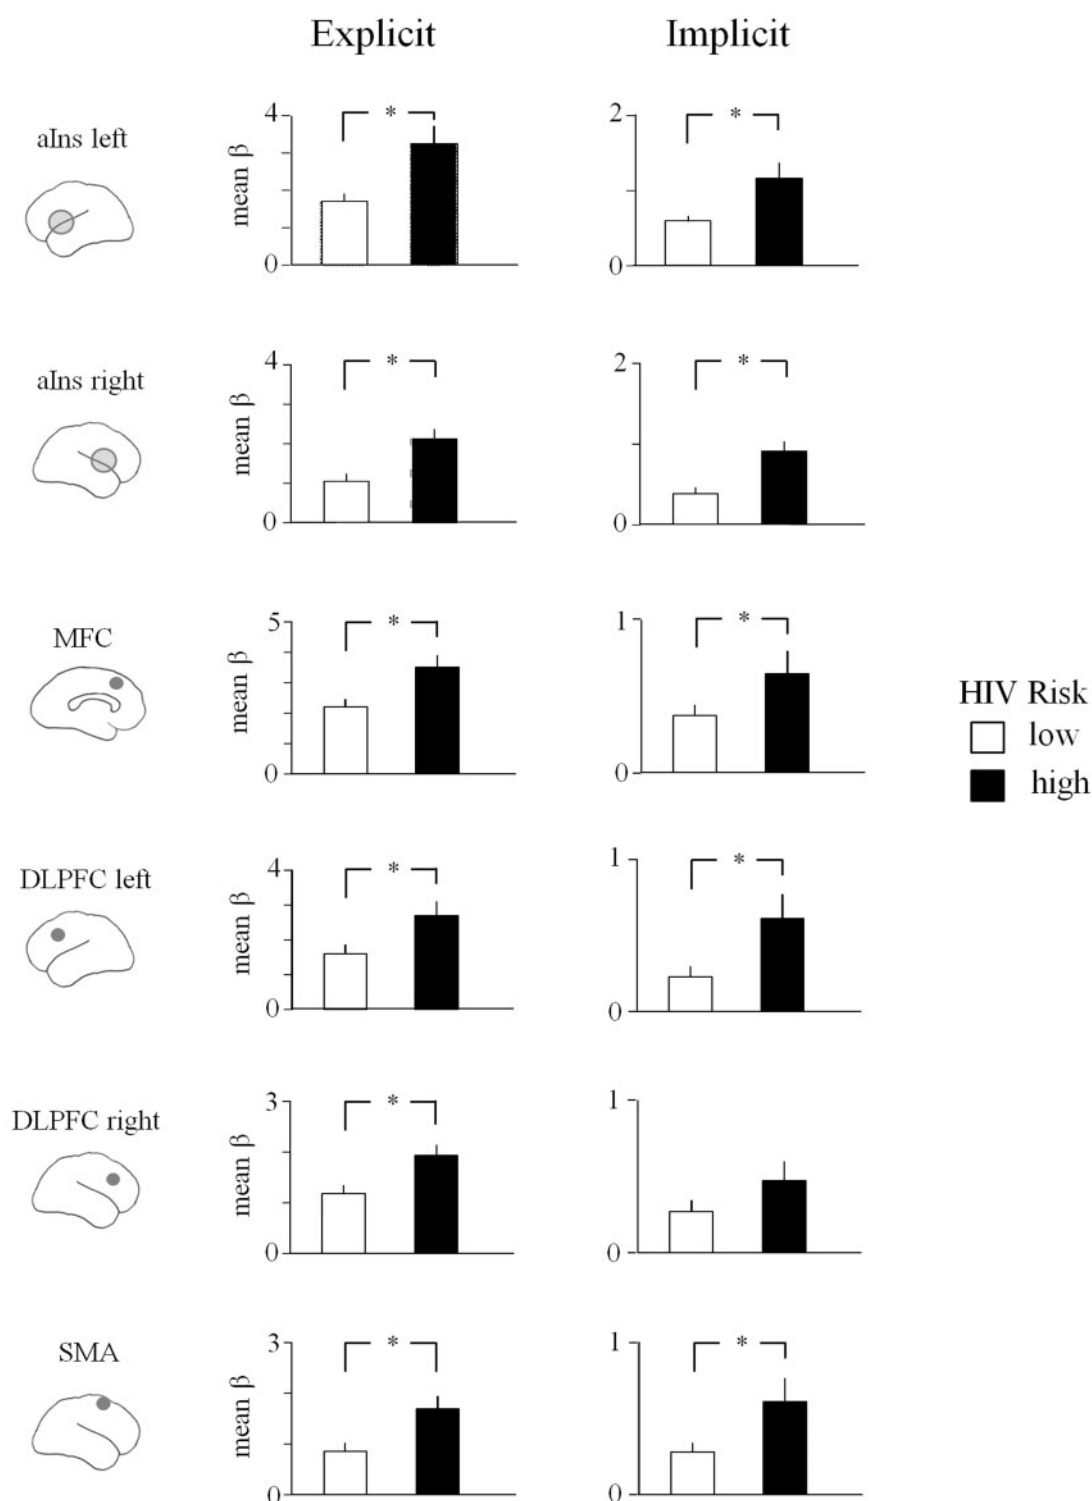 Explicit Implicit
aIns left
mean β
4
0
*
2
0
*
aIns right
mean β
4
0
*
2
0
*
MFC
mean β
5
0
*
1
0
*
HIV Risk
low
high
DLPFC left
mean β
4
0
*
1
0
*
DLPFC right
mean β
3
0
*
1
0
SMA
mean β
3
0
*
1
0
*